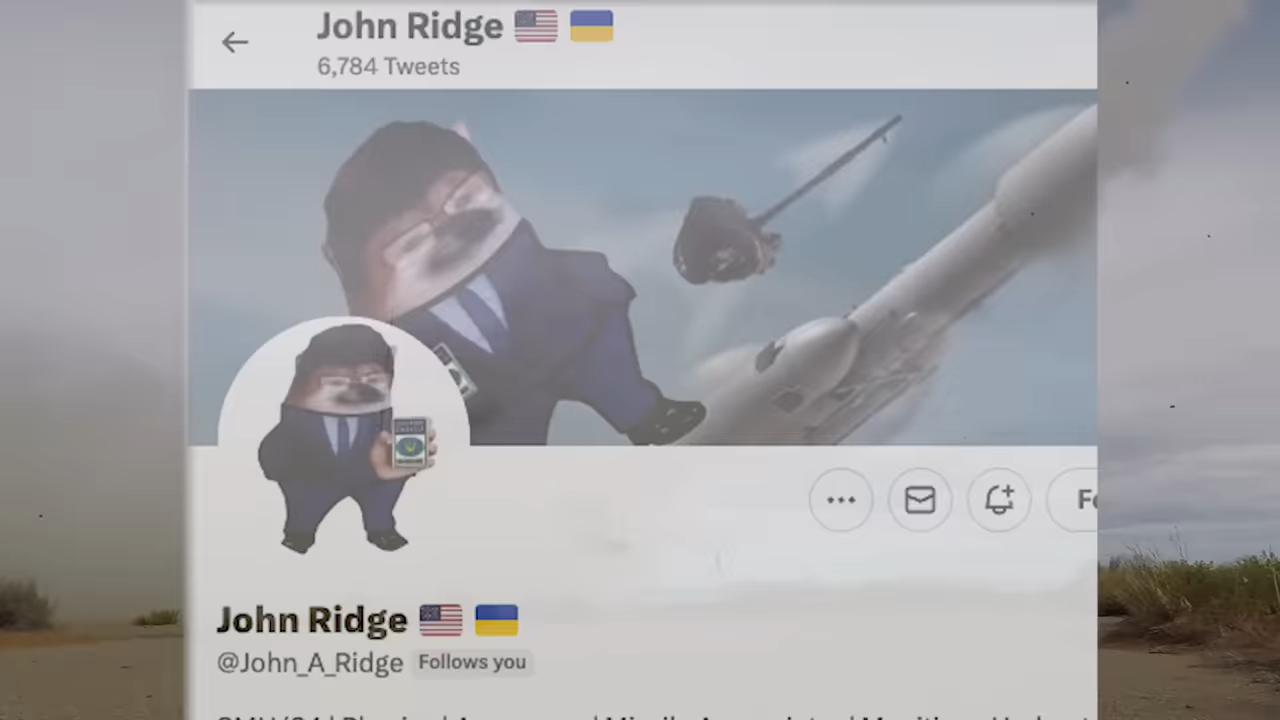 John Ridge 🇺🇸 🇺🇦
6,784 Tweets
John Ridge 🇺🇸 🇺🇦
@John_A_Ridge Follows you